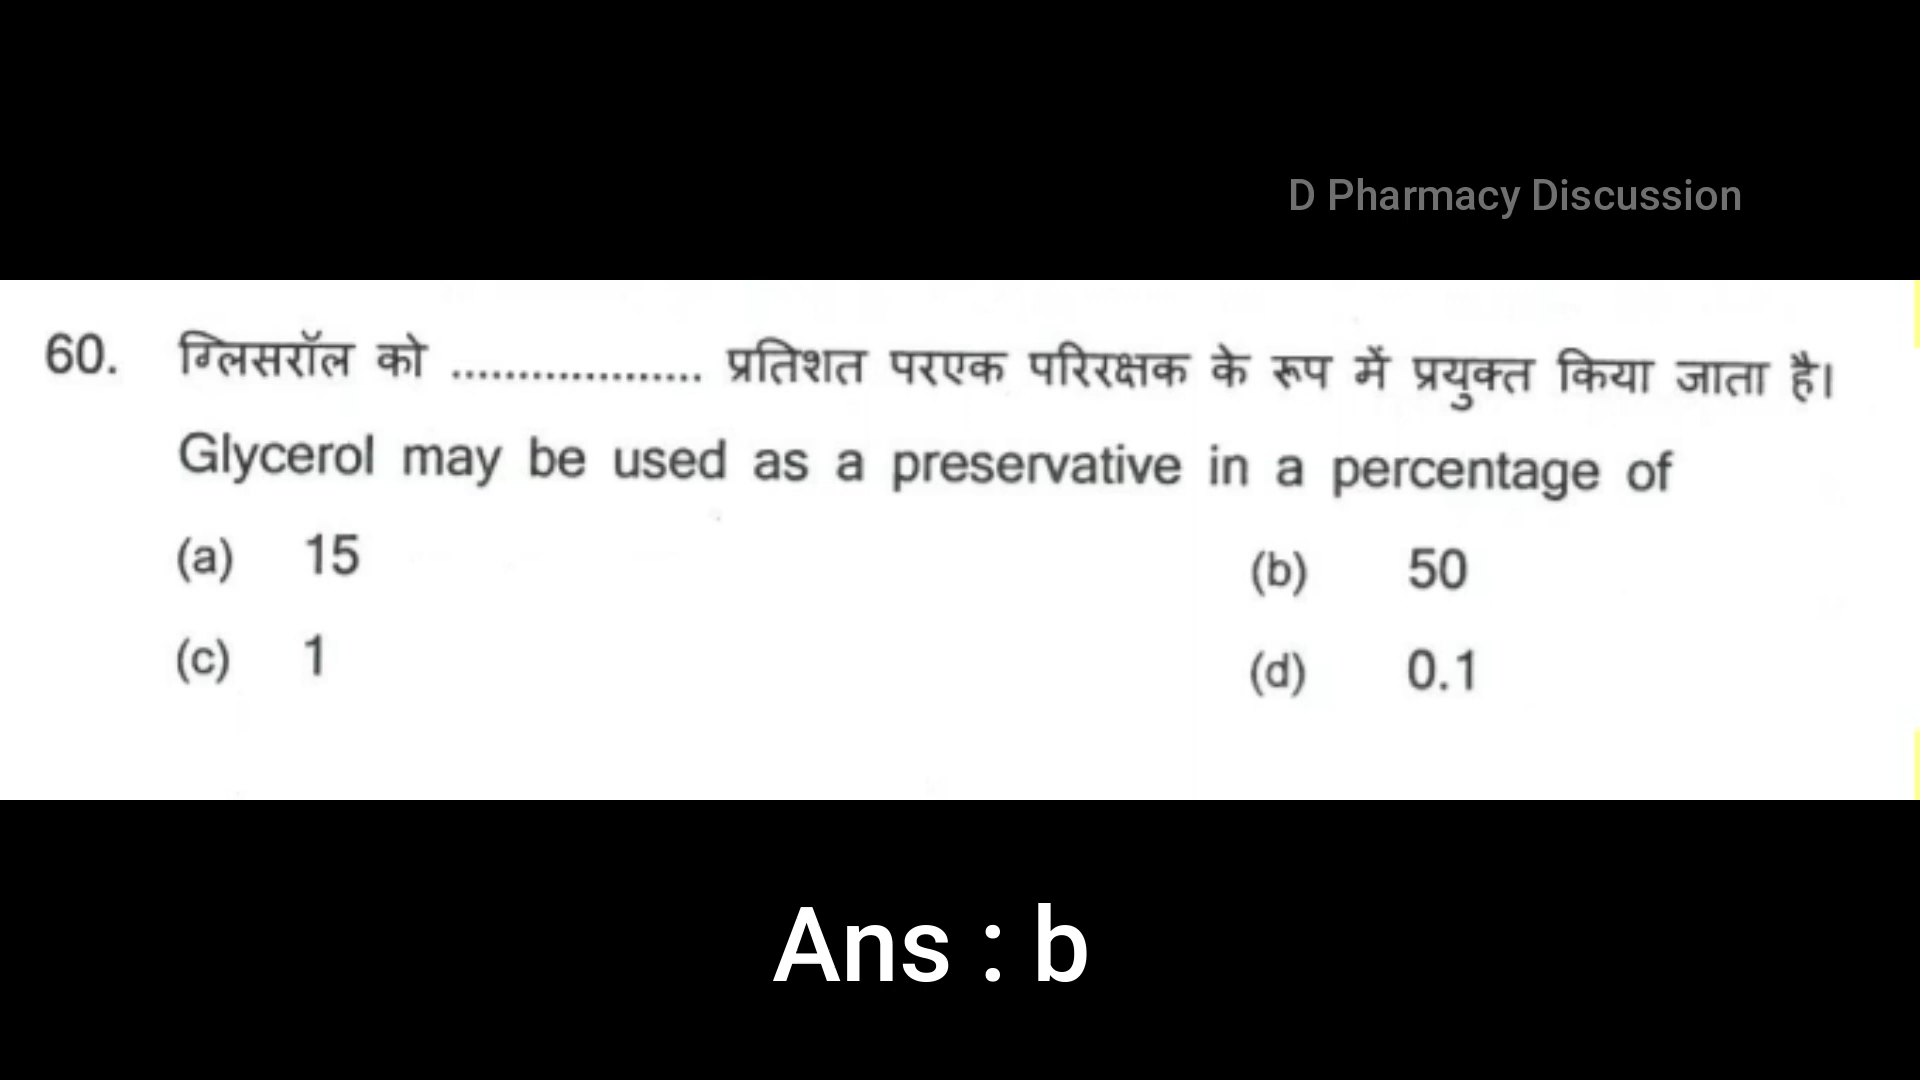 D Pharmacy Discussion
60. ग्लिसरॉल को ................... प्रतिशत परएक परिरक्षक के रूप में प्रयुक्त किया जाता है।
Glycerol may be used as a preservative in a percentage of
(a) 15 (b) 50
(c) 1 (d) 0.1
Ans : b